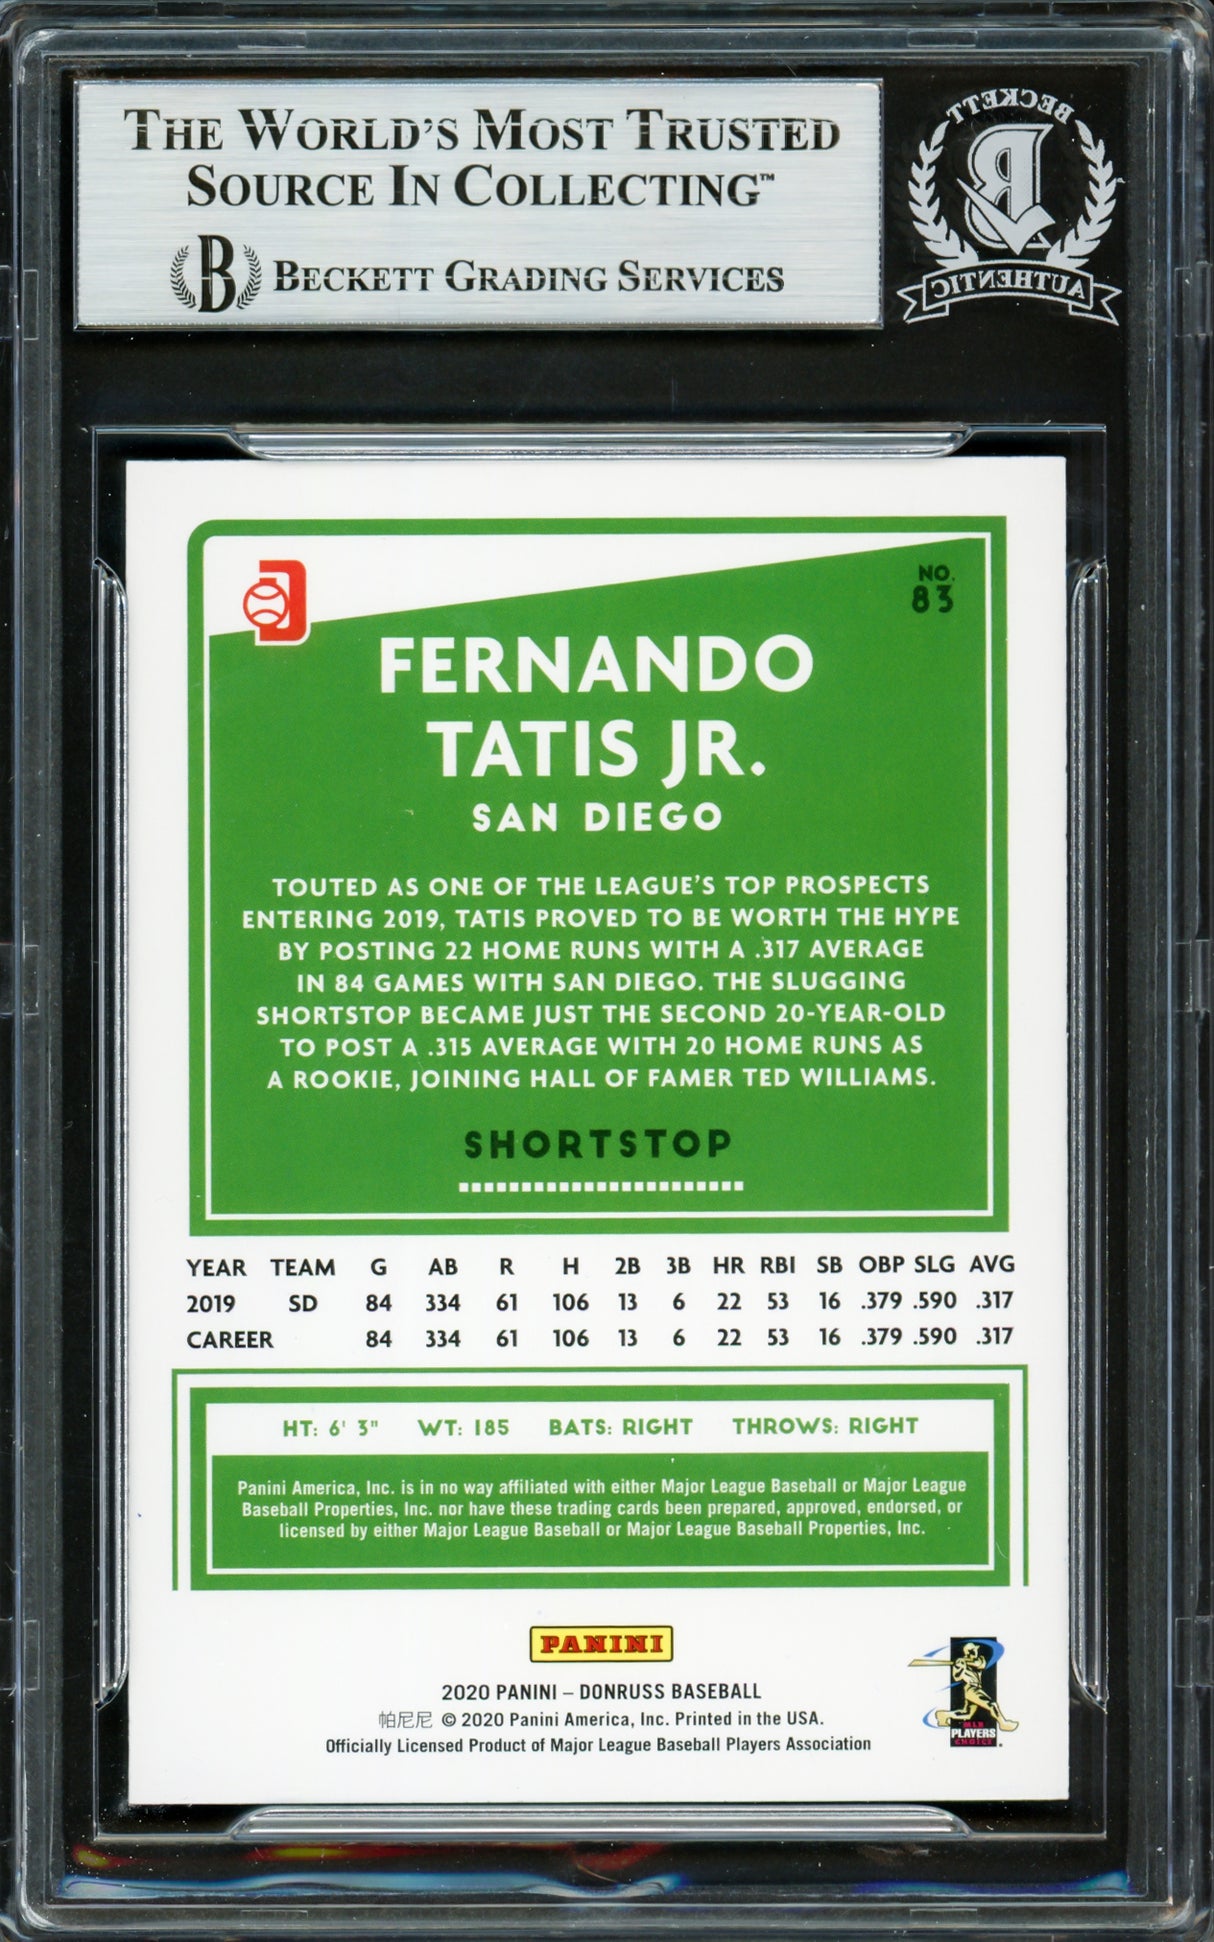 THE WORLD'S MOST TRUSTED
SOURCE IN COLLECTING™
B BECKETT GRADING SERVICES
BECKETT
B
AUTHENTIC
NO.
83
FERNANDO
TATIS JR.
SAN DIEGO
TOUTED AS ONE OF THE LEAGUE'S TOP PROSPECTS
ENTERING 2019, TATIS PROVED TO BE WORTH THE HYPE
BY POSTING 22 HOME RUNS WITH A .317 AVERAGE
IN 84 GAMES WITH SAN DIEGO. THE SLUGGING
SHORTSTOP BECAME JUST THE SECOND 20-YEAR-OLD
TO POST A .315 AVERAGE WITH 20 HOME RUNS AS
A ROOKIE, JOINING HALL OF FAMER TED WILLIAMS.
SHORTSTOP
YEAR TEAM G AB R H 2B 3B HR RBI SB OBP SLG AVG
2019 SD 84 334 61 106 13 6 22 53 16 .379 .590 .317
CAREER 84 334 61 106 13 6 22 53 16 .379 .590 .317
HT: 6' 3" WT: 185 BATS: RIGHT THROWS: RIGHT
Panini America, Inc. is in no way affiliated with either Major League Baseball or Major League
Baseball Properties, Inc. nor have these trading cards been prepared, approved, endorsed, or
licensed by either Major League Baseball or Major League Baseball Properties, Inc.
PANINI
2020 PANINI – DONRUSS BASEBALL
帕尼尼 © 2020 Panini America, Inc. Printed in the USA.
Officially Licensed Product of Major League Baseball Players Association
MLB
PLAYERS
CHOICE